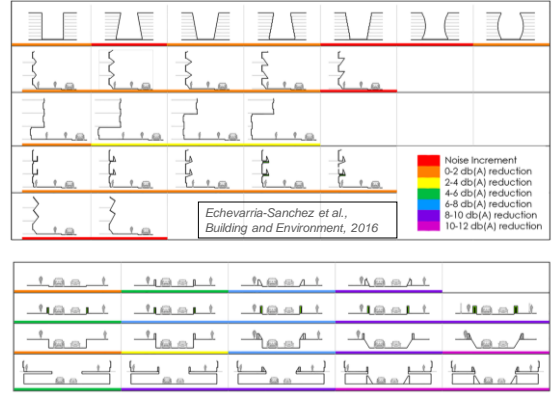 Noise Increment
0-2 db(A) reduction
2-4 db(A) reduction
4-6 db(A) reduction
6-8 db(A) reduction
8-10 db(A) reduction
10-12 db(A) reduction
Echevarria-Sanchez et al.,
Building and Environment, 2016